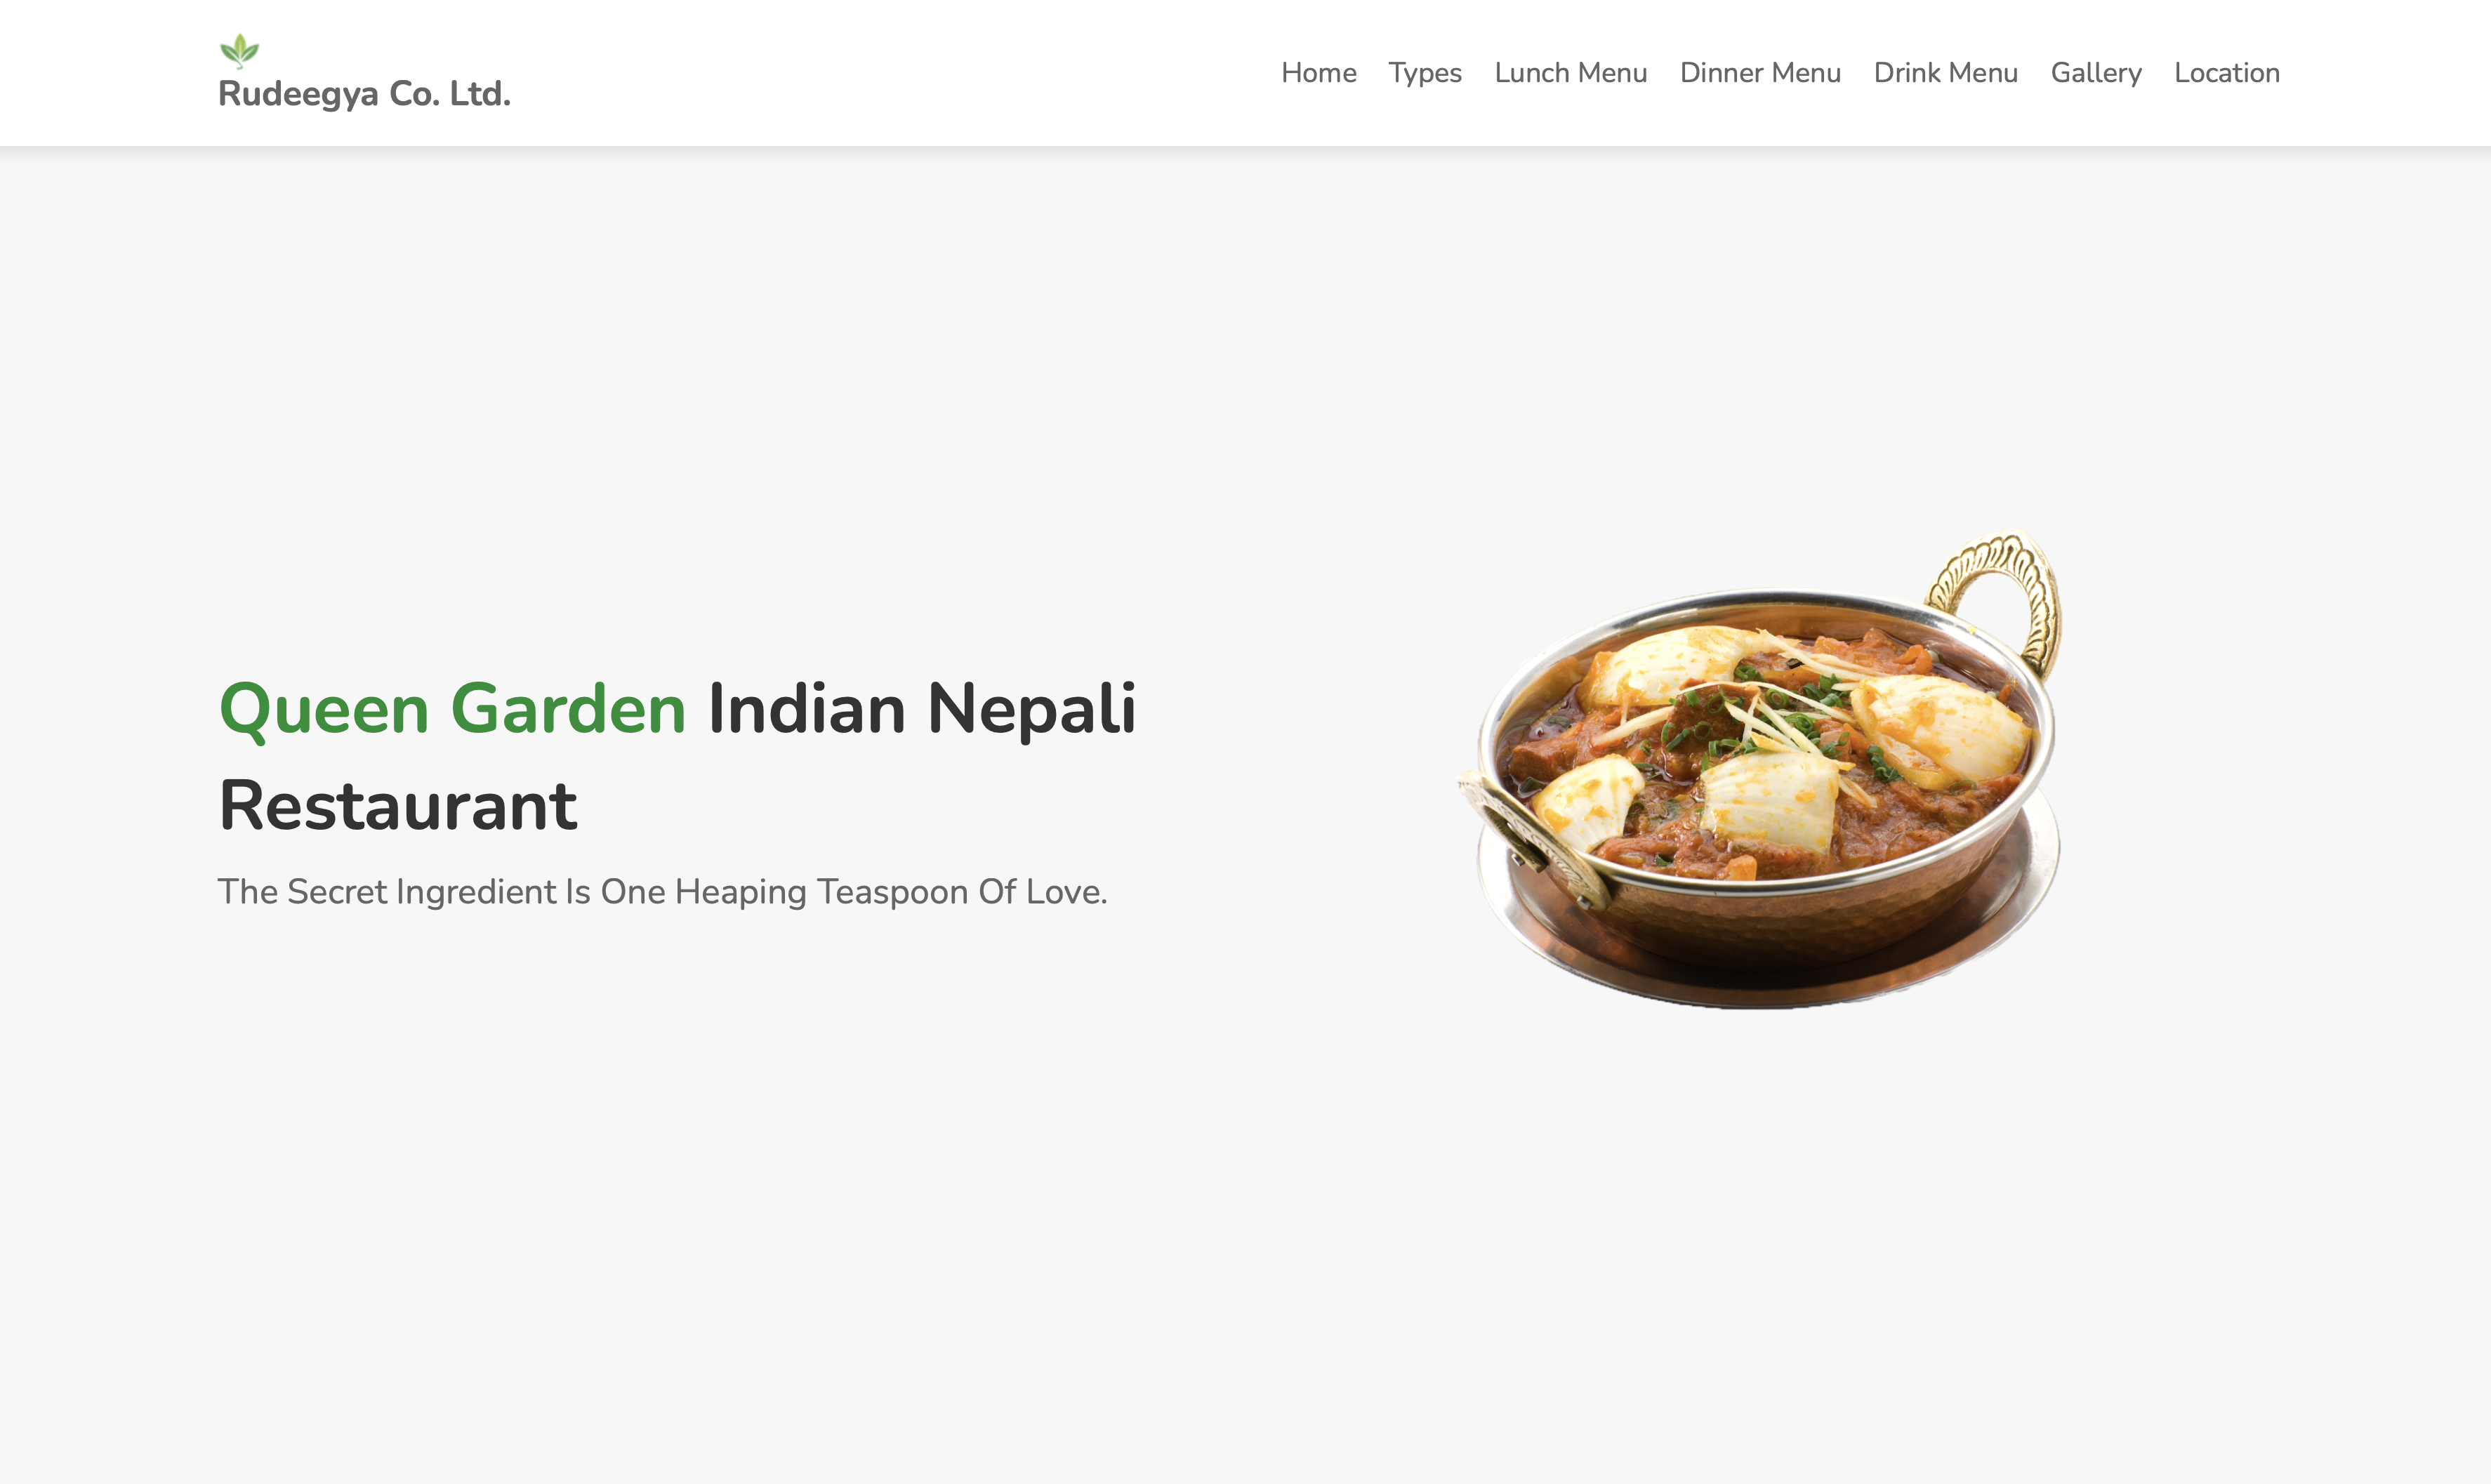 Rudeegya Co. Ltd.
Home Types Lunch Menu Dinner Menu Drink Menu Gallery Location
Queen Garden Indian Nepali
Restaurant
The Secret Ingredient Is One Heaping Teaspoon Of Love.